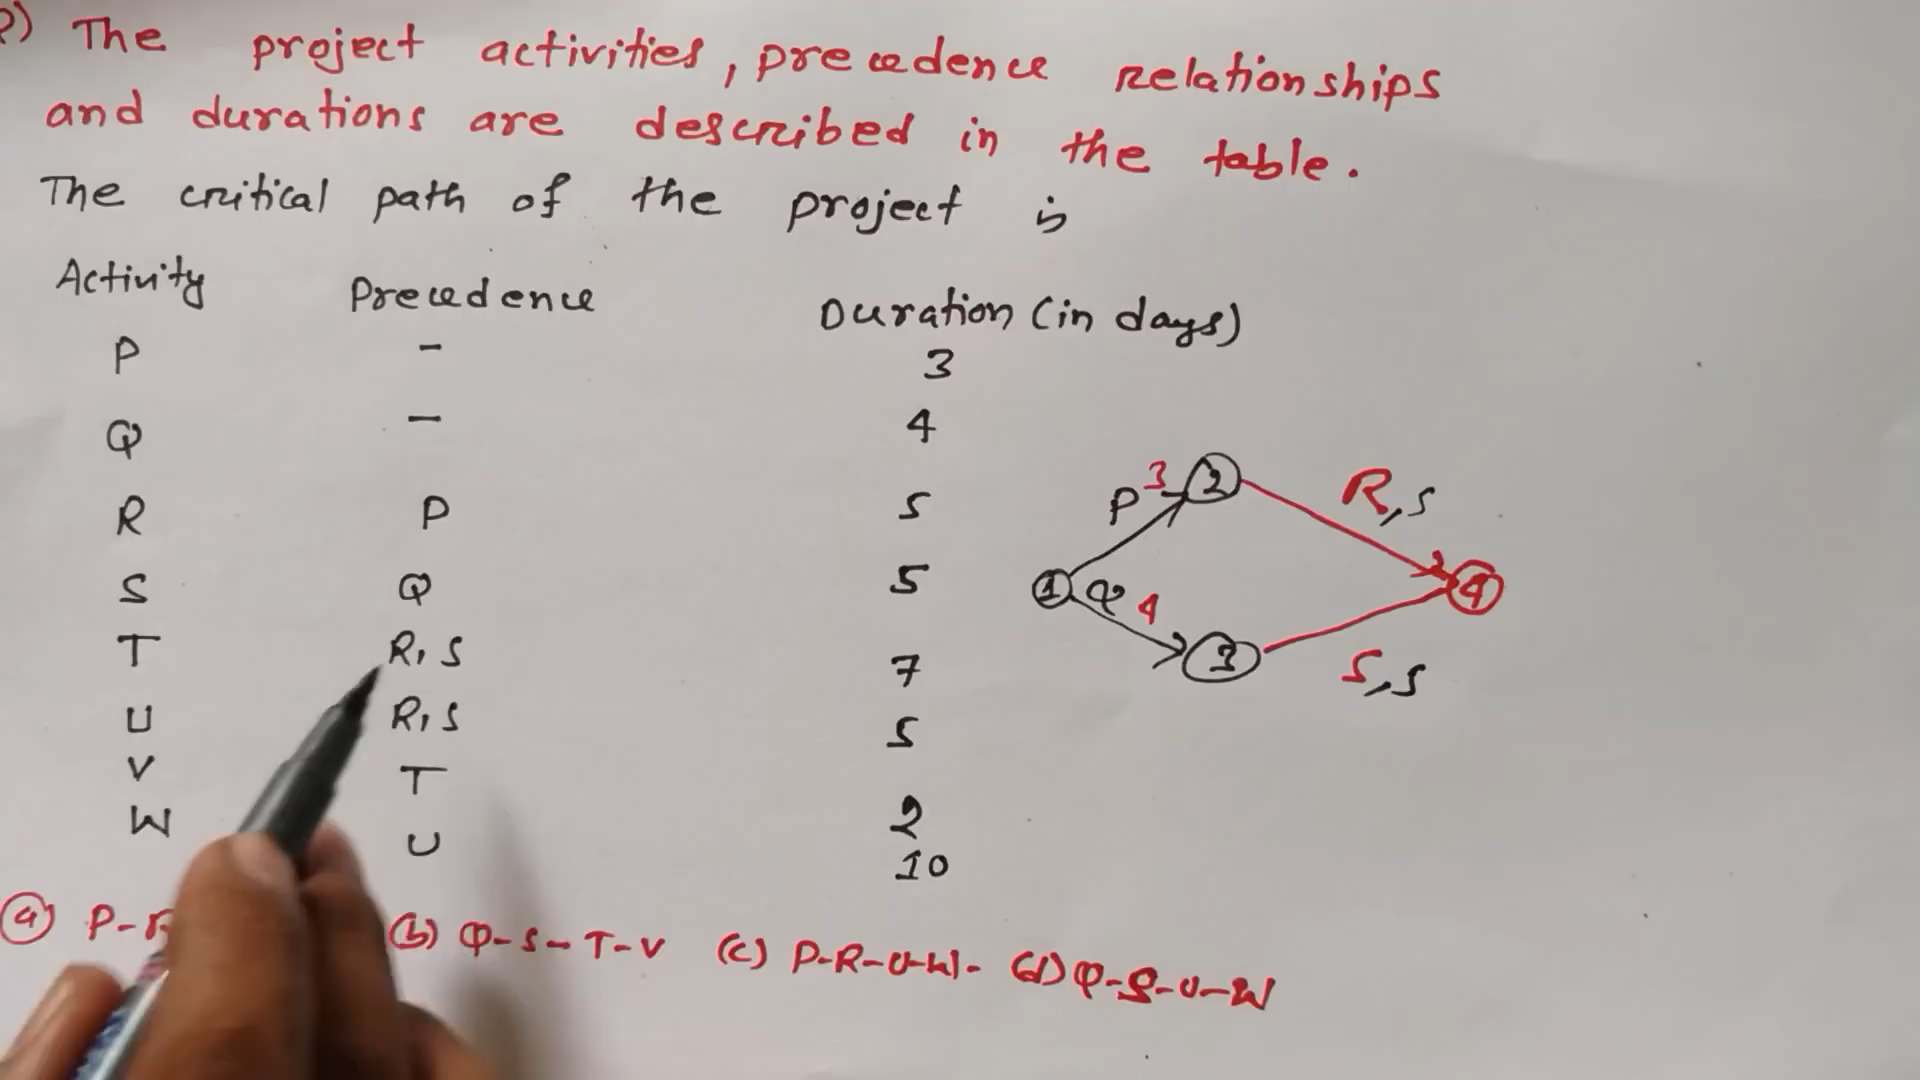 2) The project activities, precedence relationships
and durations are described in the table.
The critical path of the project is
Activity Precedence Duration (in days)
P - 3
Q - 4
R P 5
S Q 5
T R, S 7
U R, S 5
V T 2
W U 10
P 3 2 R, 5
1 Q 4 4
3 S, 5
(a) P-R (b) Q-S-T-V (c) P-R-U-W- (d) Q-S-U-W